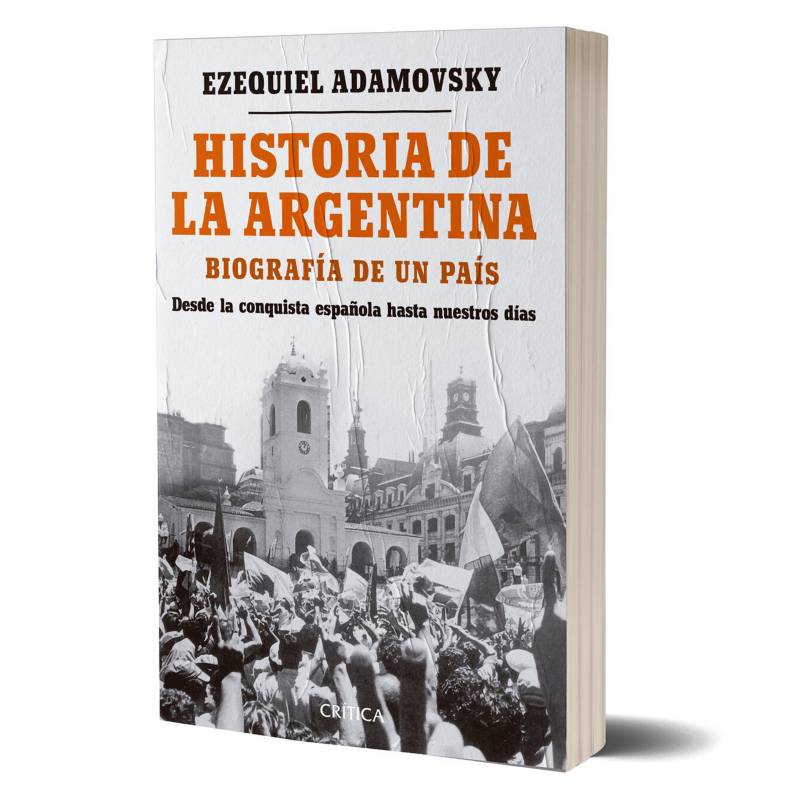 EZEQUIEL ADAMOVSKY
HISTORIA DE
LA ARGENTINA
BIOGRAFÍA DE UN PAÍS
Desde la conquista española hasta nuestros días
CRÍTICA